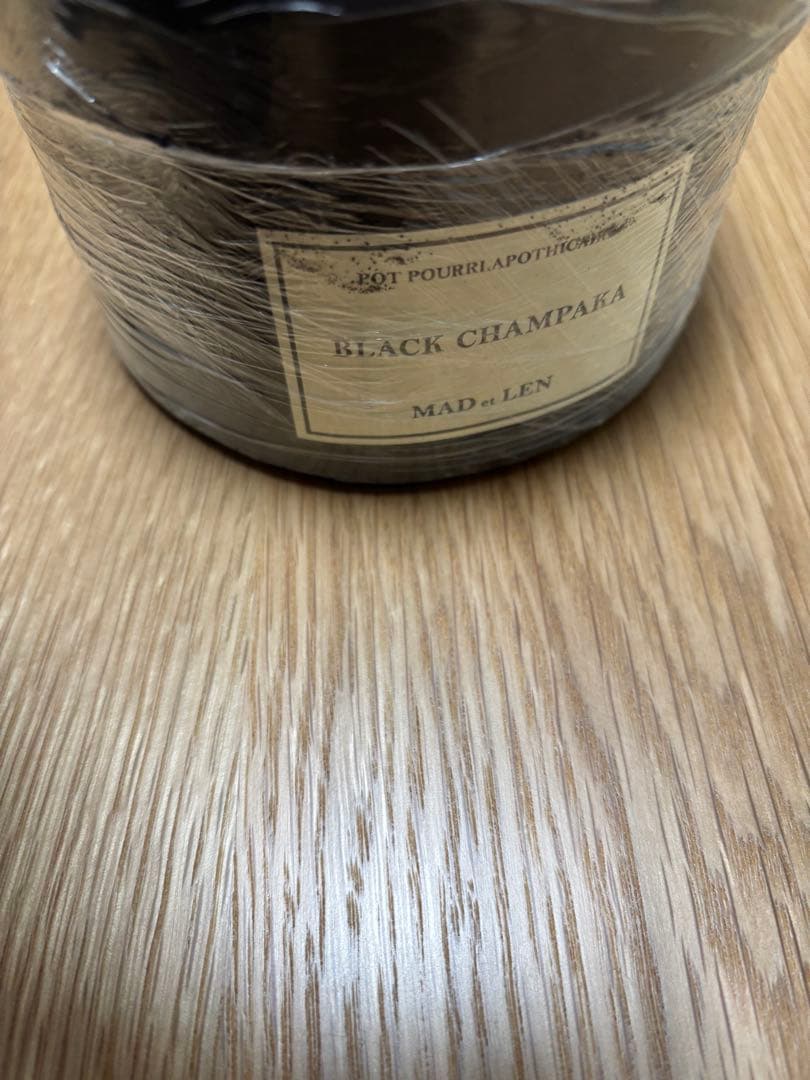 POT POURRI APOTHICAIRE
BLACK CHAMPAKA
MAD et LEN